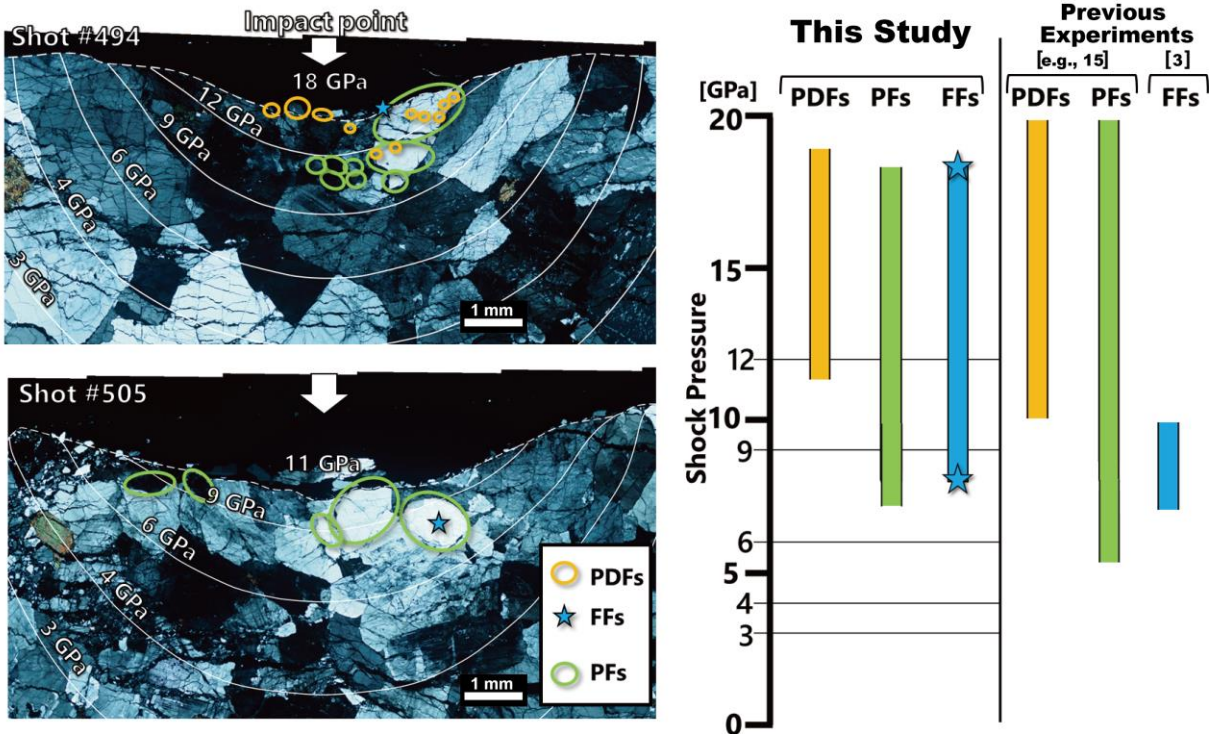 Shot #494
Impact point
18 GPa
12 GPa
9 GPa
6 GPa
4 GPa
3 GPa
1 mm
Shot #505
11 GPa
9 GPa
6 GPa
4 GPa
3 GPa
PDFs
FFs
PFs
1 mm
This Study
Previous
Experiments
[e.g., 15]
[3]
[GPa]
PDFs
PFs
FFs
PDFs
PFs
FFs
Shock Pressure
20
15
12
10
9
6
5
4
3
0